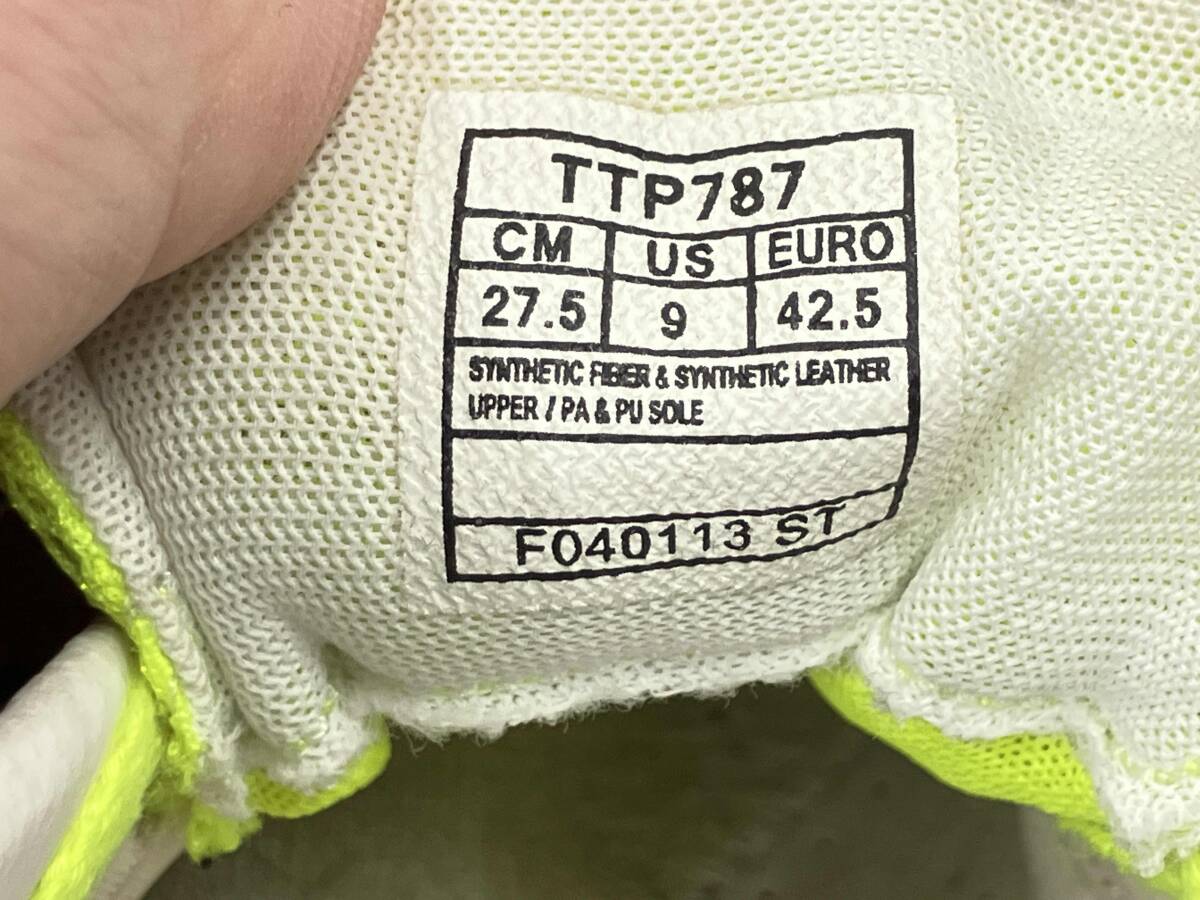 TTP787
CM US EURO
27.5 9 42.5
SYNTHETIC FIBER & SYNTHETIC LEATHER
UPPER / PA & PU SOLE
F040113 ST